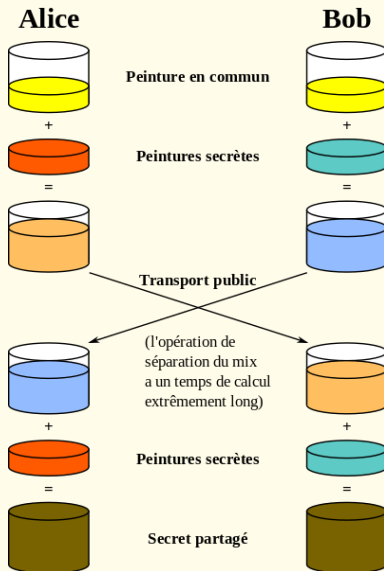 Alice Bob
Peinture en commun
+ +
Peintures secrètes
= =
Transport public
(l'opération de
séparation du mix
a un temps de calcul
extrêmement long)
+ +
Peintures secrètes
= =
Secret partagé